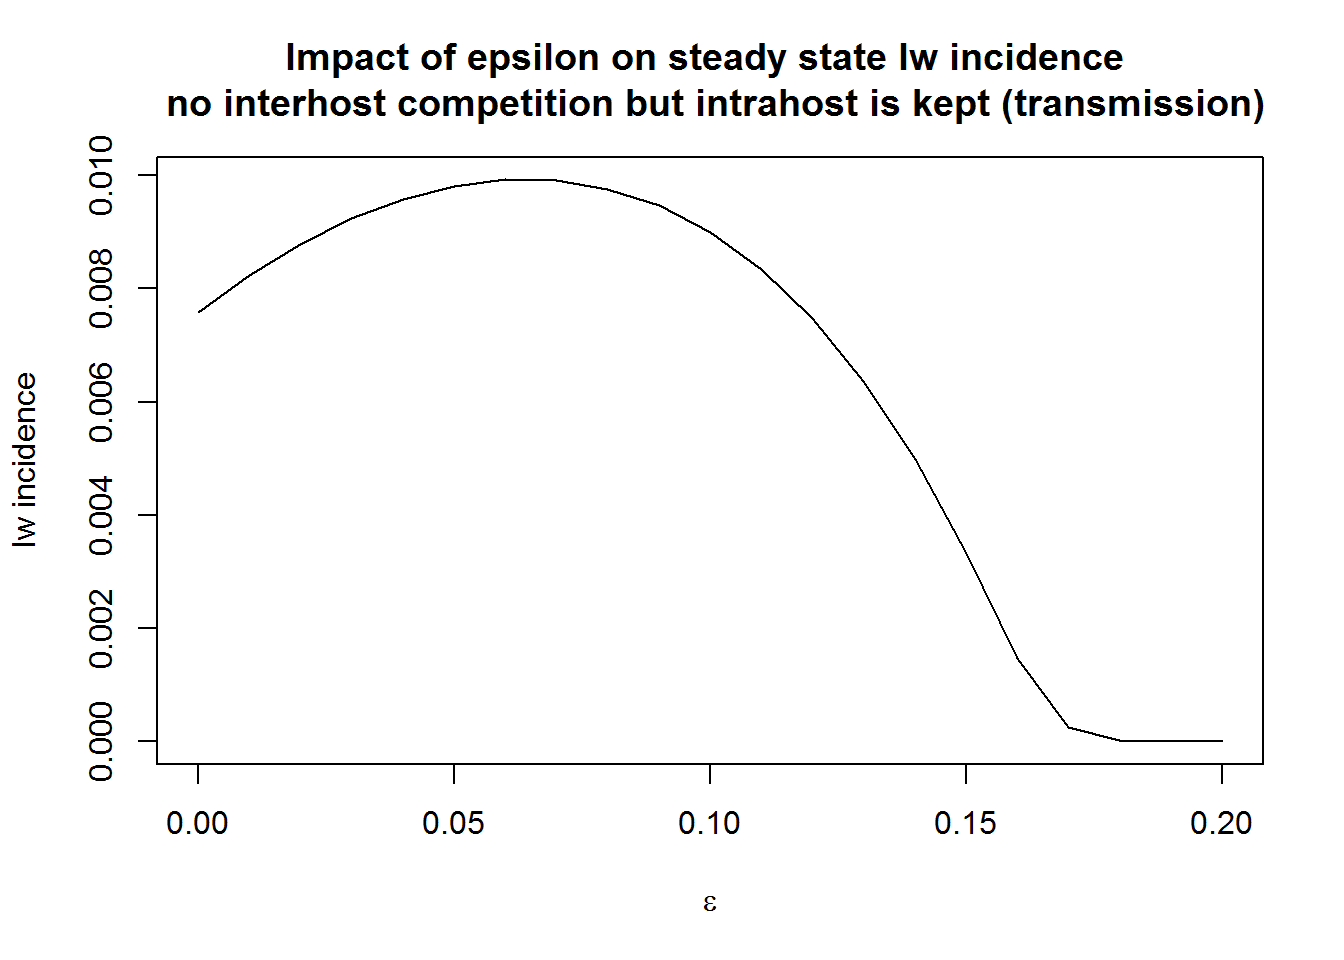 Impact of epsilon on steady state Iw incidence
no interhost competition but intrahost is kept (transmission)
Iw incidence
0.010
0.008
0.006
0.004
0.002
0.000
0.00 0.05 0.10 0.15 0.20
ε